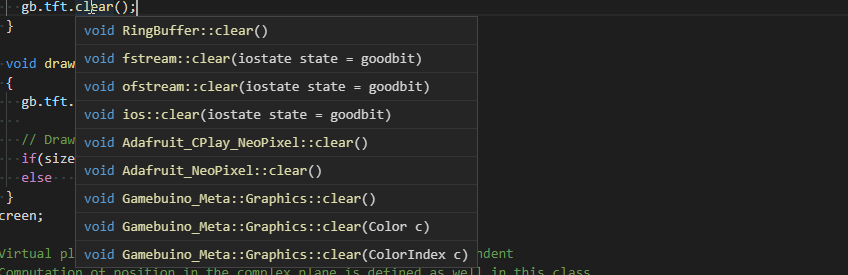 gb.tft.clear();
void RingBuffer::clear()
}
void fstream::clear(iostate state = goodbit)
void draw
void ofstream::clear(iostate state = goodbit)
{
gb.tft.
void ios::clear(iostate state = goodbit)
// Draw
void Adafruit_CPlay_NeoPixel::clear()
if(size
void Adafruit_NeoPixel::clear()
else
}
void Gamebuino_Meta::Graphics::clear()
creen;
void Gamebuino_Meta::Graphics::clear(Color c)
Virtual pl
void Gamebuino_Meta::Graphics::clear(ColorIndex c)
ndent
Computation of position in the complex plane is defined as well in this class